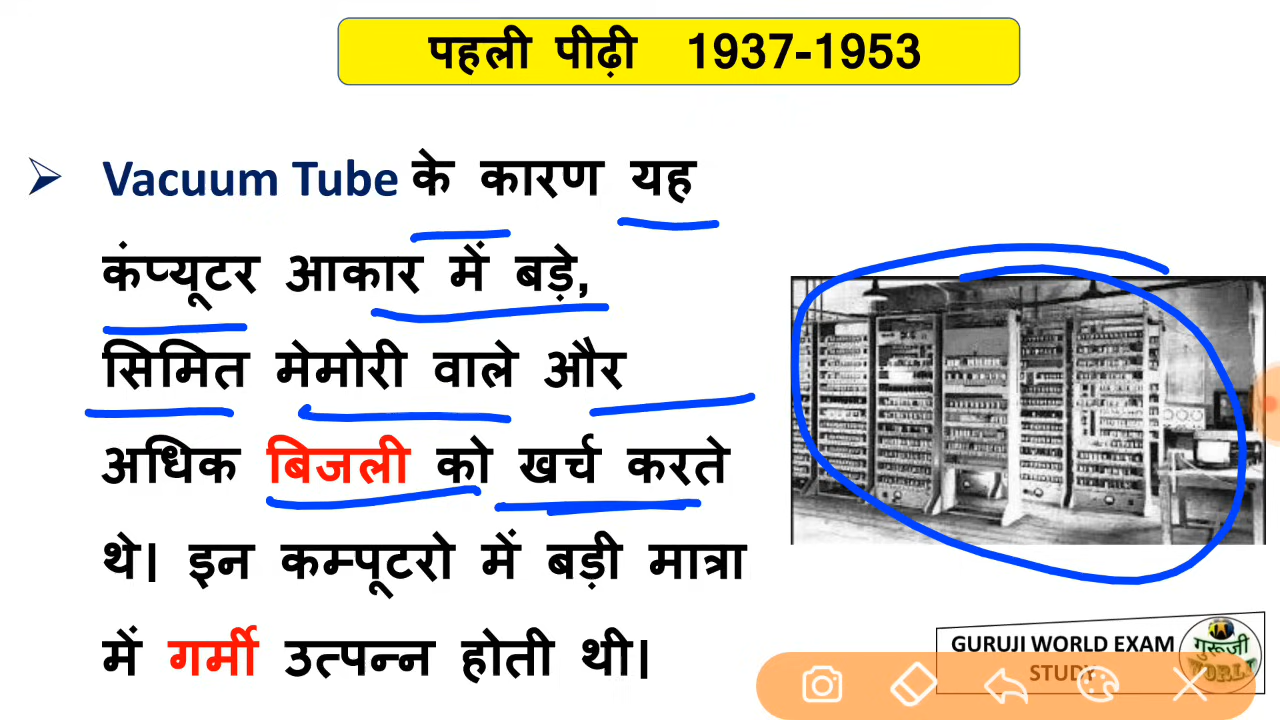 पहली पीढ़ी 1937-1953
Vacuum Tube के कारण यह
कंप्यूटर आकार में बड़े,
सिमित मेमोरी वाले और
अधिक बिजली को खर्च करते
थे। इन कम्पूटरो में बड़ी मात्रा
में गर्मी उत्पन्न होती थी।
GURUJI WORLD EXAM
STUDY
गुरूजी
WORLD